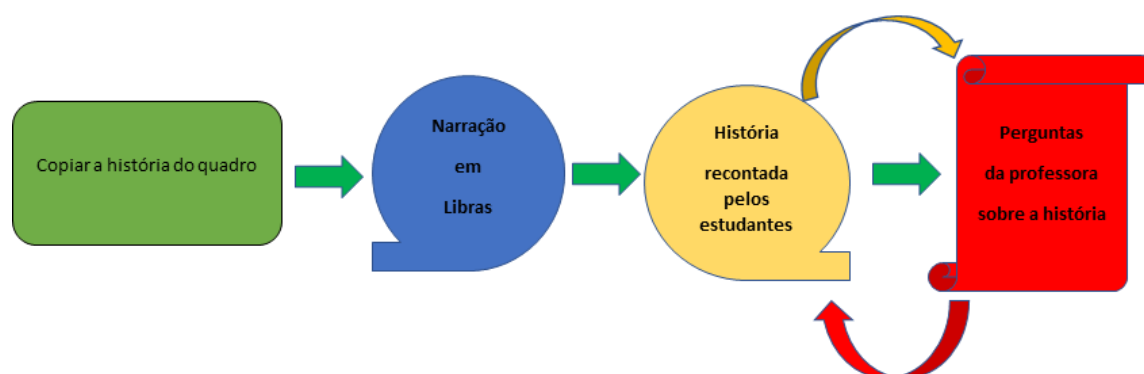 Copiar a história do quadro
Narração
em
Libras
História
recontada
pelos
estudantes
Perguntas
da professora
sobre a história